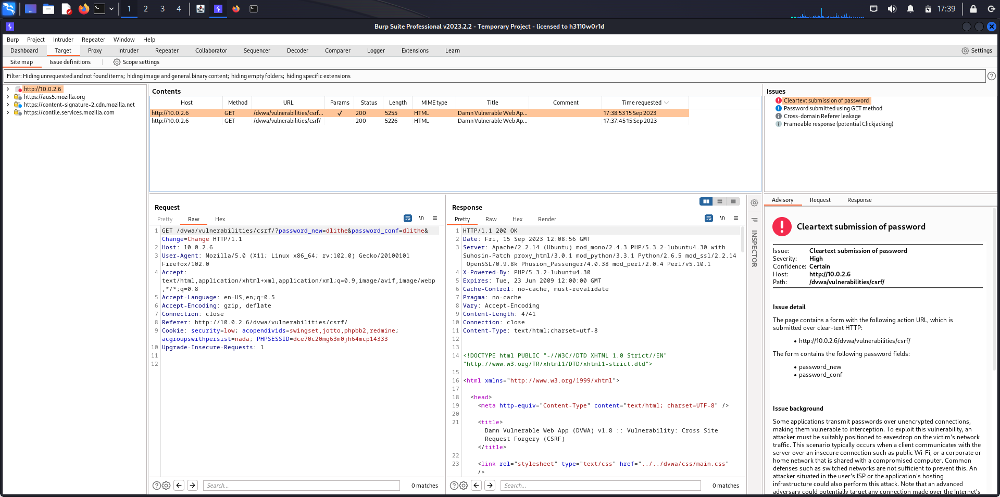 1 2 3 4 17:39
Burp Suite Professional v2023.2.2 - Temporary Project - licensed to h3110w0r1d
Burp Project Intruder Repeater Window Help
Dashboard Target Proxy Intruder Repeater Collaborator Sequencer Decoder Comparer Logger Extensions Learn Settings
Site map Issue definitions Scope settings
Filter: Hiding unrequested and not found items; hiding image and general binary content; hiding empty folders; hiding specific extensions
http://10.0.2.6
https://aus5.mozilla.org
https://content-signature-2.cdn.mozilla.net
https://contile.services.mozilla.com
Contents
Host Method URL Params Status Length MIME type Title Comment Time requested
http://10.0.2.6 GET /dvwa/vulnerabilities/csrf... ✓ 200 5255 HTML Damn Vulnerable Web Ap... 17:38:53 15 Sep 2023
http://10.0.2.6 GET /dvwa/vulnerabilities/csrf/ 200 5226 HTML Damn Vulnerable Web Ap... 17:37:45 15 Sep 2023
Issues
Cleartext submission of password
Password submitted using GET method
Cross-domain Referer leakage
Frameable response (potential Clickjacking)
Request
Pretty Raw Hex \n
1 GET /dvwa/vulnerabilities/csrf/?password_new=dlithe&password_conf=dlithe&
Change=Change HTTP/1.1
2 Host: 10.0.2.6
3 User-Agent: Mozilla/5.0 (X11; Linux x86_64; rv:102.0) Gecko/20100101
Firefox/102.0
4 Accept:
text/html,application/xhtml+xml,application/xml;q=0.9,image/avif,image/webp
,*/*;q=0.8
5 Accept-Language: en-US,en;q=0.5
6 Accept-Encoding: gzip, deflate
7 Connection: close
8 Referer: http://10.0.2.6/dvwa/vulnerabilities/csrf/
9 Cookie: security=low; acopendivids=swingset,jotto,phpbb2,redmine;
acgroupswithpersist=nada; PHPSESSID=dce70c20mg63m0jh64mcp14333
10 Upgrade-Insecure-Requests: 1
11
12
Search... 0 matches
Response
Pretty Raw Hex Render \n
1 HTTP/1.1 200 OK
2 Date: Fri, 15 Sep 2023 12:08:56 GMT
3 Server: Apache/2.2.14 (Ubuntu) mod_mono/2.4.3 PHP/5.3.2-1ubuntu4.30 with
Suhosin-Patch proxy_html/3.0.1 mod_python/3.3.1 Python/2.6.5 mod_ssl/2.2.14
OpenSSL/0.9.8k Phusion_Passenger/4.0.38 mod_perl/2.0.4 Perl/v5.10.1
4 X-Powered-By: PHP/5.3.2-1ubuntu4.30
5 Expires: Tue, 23 Jun 2009 12:00:00 GMT
6 Cache-Control: no-cache, must-revalidate
7 Pragma: no-cache
8 Vary: Accept-Encoding
9 Content-Length: 4741
10 Connection: close
11 Content-Type: text/html;charset=utf-8
12
13
14 <!DOCTYPE html PUBLIC "-//W3C//DTD XHTML 1.0 Strict//EN"
"http://www.w3.org/TR/xhtml1/DTD/xhtml1-strict.dtd">
15
16 <html xmlns="http://www.w3.org/1999/xhtml">
17
18 <head>
19 <meta http-equiv="Content-Type" content="text/html; charset=UTF-8" />
20
21 <title>
Damn Vulnerable Web App (DVWA) v1.8 :: Vulnerability: Cross Site
Request Forgery (CSRF)
</title>
22
23 <link rel="stylesheet" type="text/css" href="../../dvwa/css/main.css"
/>
Search... 0 matches
INSPECTOR
Advisory Request Response
Cleartext submission of password
Issue: Cleartext submission of password
Severity: High
Confidence: Certain
Host: http://10.0.2.6
Path: /dvwa/vulnerabilities/csrf/
Issue detail
The page contains a form with the following action URL, which is
submitted over clear-text HTTP:
• http://10.0.2.6/dvwa/vulnerabilities/csrf/
The form contains the following password fields:
• password_new
• password_conf
Issue background
Some applications transmit passwords over unencrypted connections,
making them vulnerable to interception. To exploit this vulnerability, an
attacker must be suitably positioned to eavesdrop on the victim's network
traffic. This scenario typically occurs when a client communicates with the
server over an insecure connection such as public Wi-Fi, or a corporate or
home network that is shared with a compromised computer. Common
defenses such as switched networks are not sufficient to prevent this. An
attacker situated in the user's ISP or the application's hosting
infrastructure could also perform this attack. Note that an advanced
adversary could potentially target any connection made over the Internet's